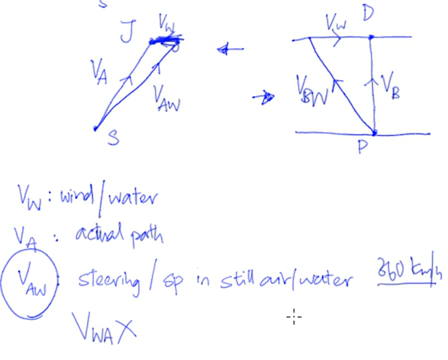 s
J V_W
V_A V_AW
S
V_W D
V_BW V_B
P
V_W : wind/water
V_A : actual path
V_AW : steering / sp in still air/water 360 km/h
V_WA X